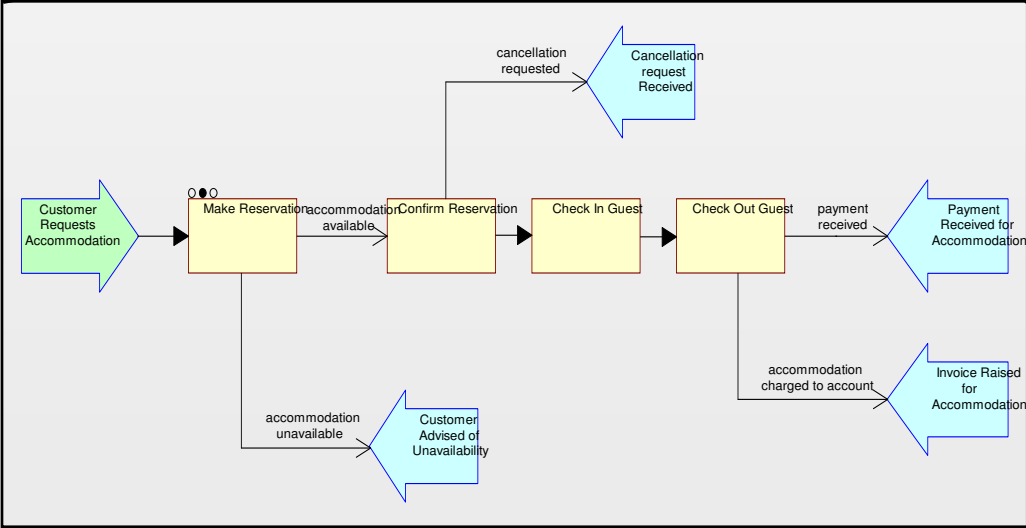 cancellation
requested
Cancellation
request
Received
Customer
Requests
Accommodation
Make Reservation
accommodation
available
Confirm Reservation
Check In Guest
Check Out Guest
payment
received
Payment
Received for
Accommodation
accommodation
charged to account
Invoice Raised
for
Accommodation
accommodation
unavailable
Customer
Advised of
Unavailability